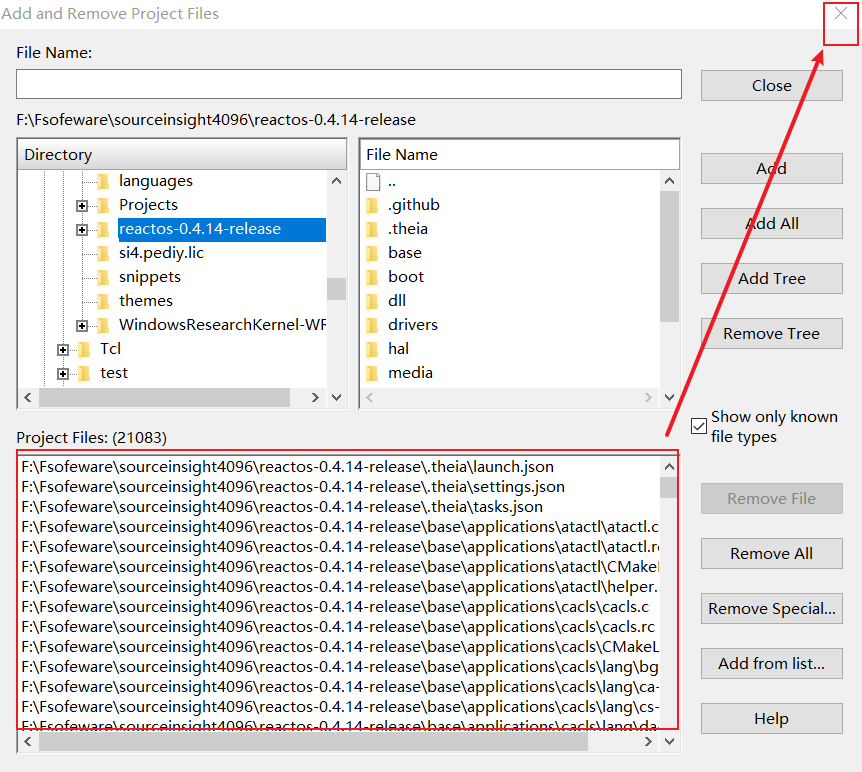 Add and Remove Project Files
File Name:
Close
F:\Fsofeware\sourceinsight4096\reactos-0.4.14-release
Directory
languages
Projects
reactos-0.4.14-release
si4.pediy.lic
snippets
themes
WindowsResearchKernel-WR
Tcl
test
File Name
..
.github
.theia
base
boot
dll
drivers
hal
media
Add
Add All
Add Tree
Remove Tree
Show only known
file types
Project Files: (21083)
F:\Fsofeware\sourceinsight4096\reactos-0.4.14-release\.theia\launch.json
F:\Fsofeware\sourceinsight4096\reactos-0.4.14-release\.theia\settings.json
F:\Fsofeware\sourceinsight4096\reactos-0.4.14-release\.theia\tasks.json
F:\Fsofeware\sourceinsight4096\reactos-0.4.14-release\base\applications\atactl\atactl.c
F:\Fsofeware\sourceinsight4096\reactos-0.4.14-release\base\applications\atactl\atactl.r
F:\Fsofeware\sourceinsight4096\reactos-0.4.14-release\base\applications\atactl\CMakeL
F:\Fsofeware\sourceinsight4096\reactos-0.4.14-release\base\applications\atactl\helper.
F:\Fsofeware\sourceinsight4096\reactos-0.4.14-release\base\applications\cacls\cacls.c
F:\Fsofeware\sourceinsight4096\reactos-0.4.14-release\base\applications\cacls\cacls.rc
F:\Fsofeware\sourceinsight4096\reactos-0.4.14-release\base\applications\cacls\CMakeL
F:\Fsofeware\sourceinsight4096\reactos-0.4.14-release\base\applications\cacls\lang\bg-
F:\Fsofeware\sourceinsight4096\reactos-0.4.14-release\base\applications\cacls\lang\ca-
F:\Fsofeware\sourceinsight4096\reactos-0.4.14-release\base\applications\cacls\lang\cs-
F:\Fsofeware\sourceinsight4096\reactos-0.4.14-release\base\applications\cacls\lang\da
Remove File
Remove All
Remove Special...
Add from list...
Help